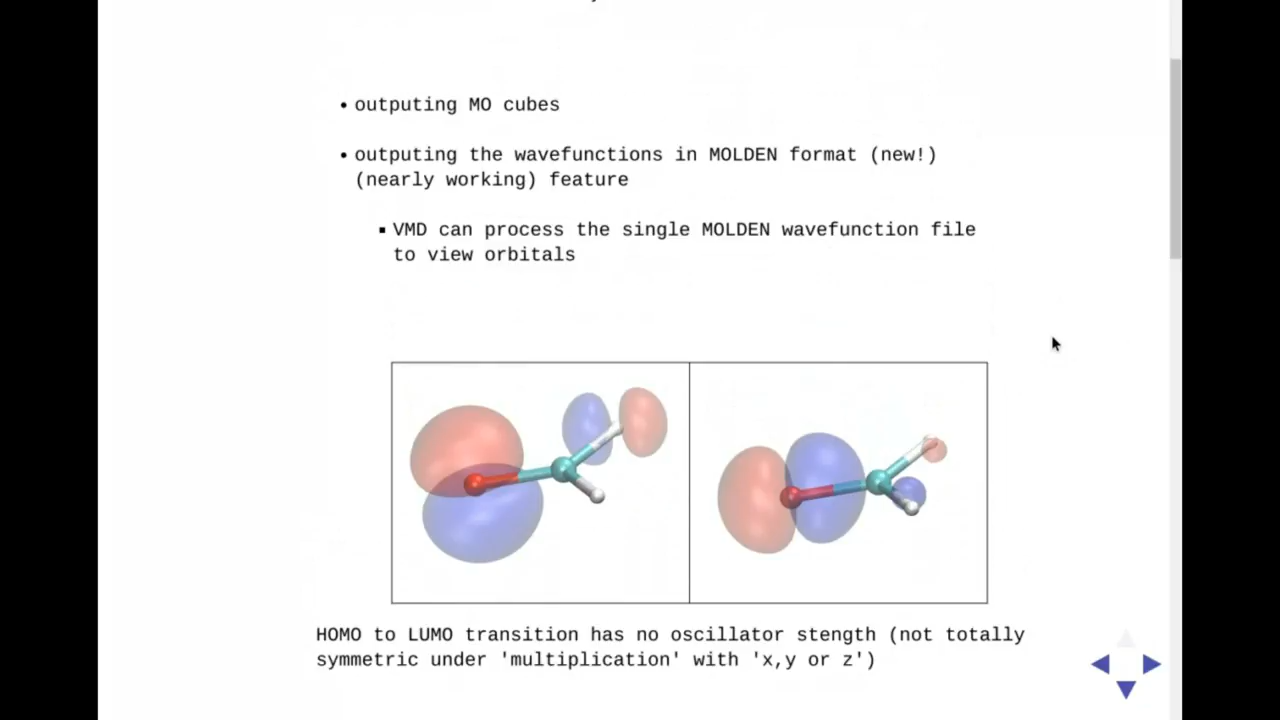 • outputing MO cubes
• outputing the wavefunctions in MOLDEN format (new!)
(nearly working) feature
▪ VMD can process the single MOLDEN wavefunction file
to view orbitals
HOMO to LUMO transition has no oscillator stength (not totally
symmetric under 'multiplication' with 'x,y or z')